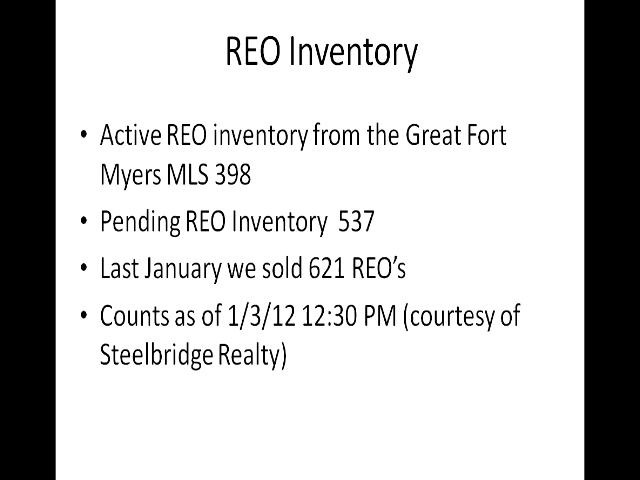 REO Inventory
• Active REO inventory from the Great Fort
Myers MLS 398
• Pending REO Inventory 537
• Last January we sold 621 REO’s
• Counts as of 1/3/12 12:30 PM (courtesy of
Steelbridge Realty)